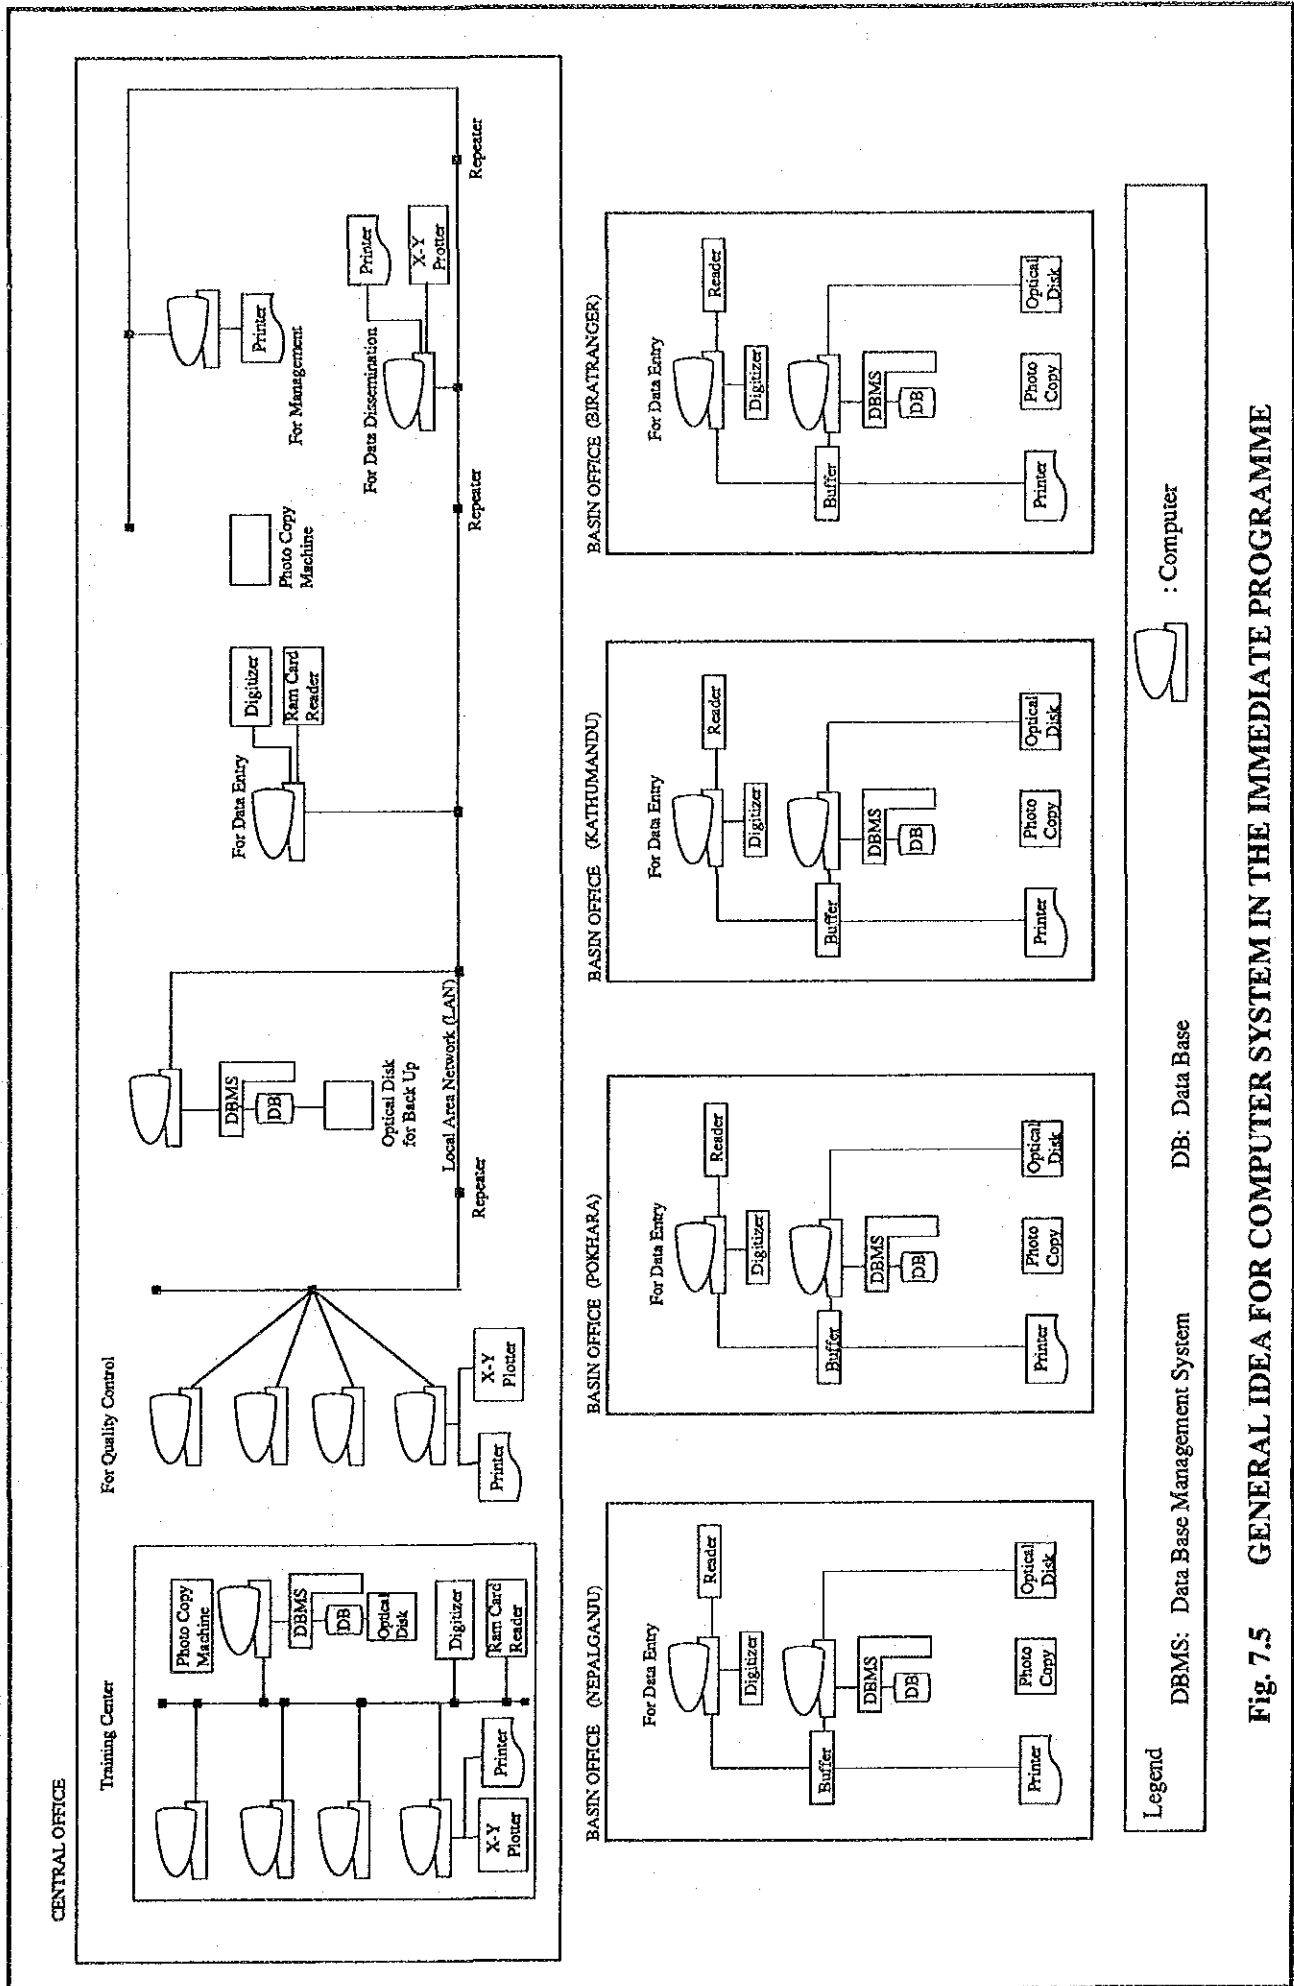 CENTRAL OFFICE
Training Center
Photo Copy
Machine
DBMS
DB
Optical
Disk
Digitizer
Ram Card
Reader
X-Y
Plotter
Printer
For Quality Control
Printer
X-Y
Plotter
DBMS
DB
Optical Disk
for Back Up
Local Area Network (LAN)
Repeater
For Data Entry
Digitizer
Ram Card
Reader
Photo Copy
Machine
Repeater
Printer
For Management
For Data Dissemination
Printer
X-Y
Protter
Repeater
BASIN OFFICE (NEPALGANJU)
For Data Entry
Reader
Digitizer
Buffer
DBMS
DB
Printer
Photo
Copy
Optical
Disk
BASIN OFFICE (POKHARA)
For Data Entry
Reader
Digitizer
Buffer
DBMS
DB
Printer
Photo
Copy
Optical
Disk
BASIN OFFICE (KATHUMANDU)
For Data Entry
Reader
Digitizer
Buffer
DBMS
DB
Printer
Photo
Copy
Optical
Disk
BASIN OFFICE (BIRATRANGER)
For Data Entry
Reader
Digitizer
Buffer
DBMS
DB
Printer
Photo
Copy
Optical
Disk
Legend
DBMS: Data Base Management System
DB: Data Base
: Computer
Fig. 7.5 GENERAL IDEA FOR COMPUTER SYSTEM IN THE IMMEDIATE PROGRAMME